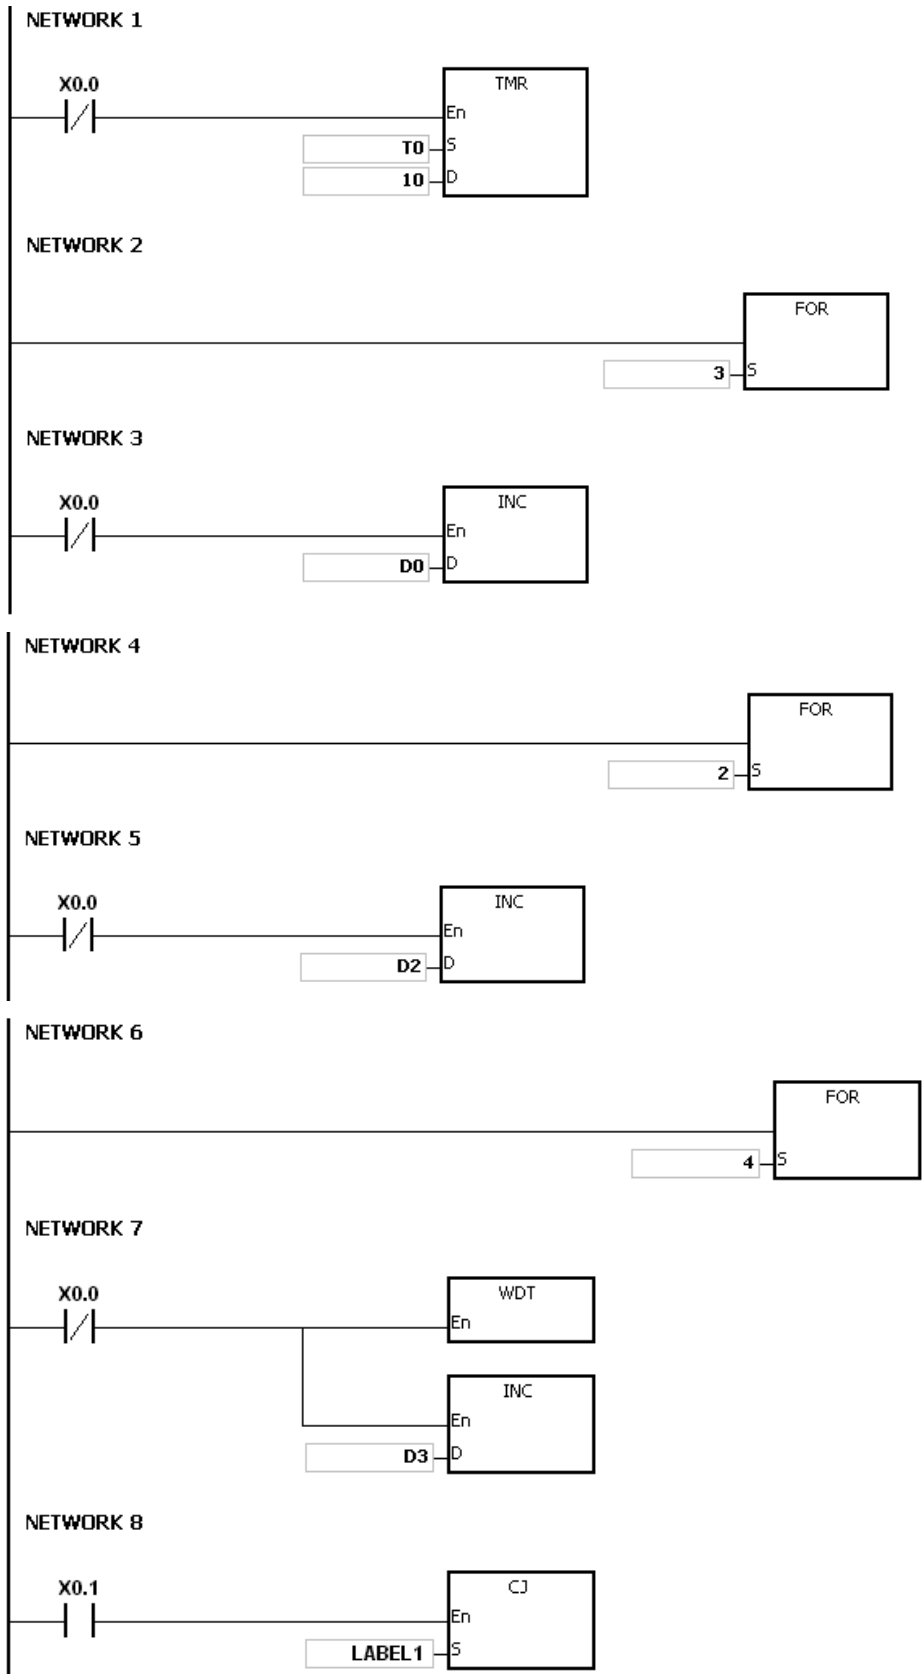 NETWORK 1
X0.0
TMR
En
T0 S
10 D
NETWORK 2
FOR
3 S
NETWORK 3
X0.0
INC
En
D0 D
NETWORK 4
FOR
2 S
NETWORK 5
X0.0
INC
En
D2 D
NETWORK 6
FOR
4 S
NETWORK 7
X0.0
WDT
En
INC
En
D3 D
NETWORK 8
X0.1
CJ
En
LABEL1 S